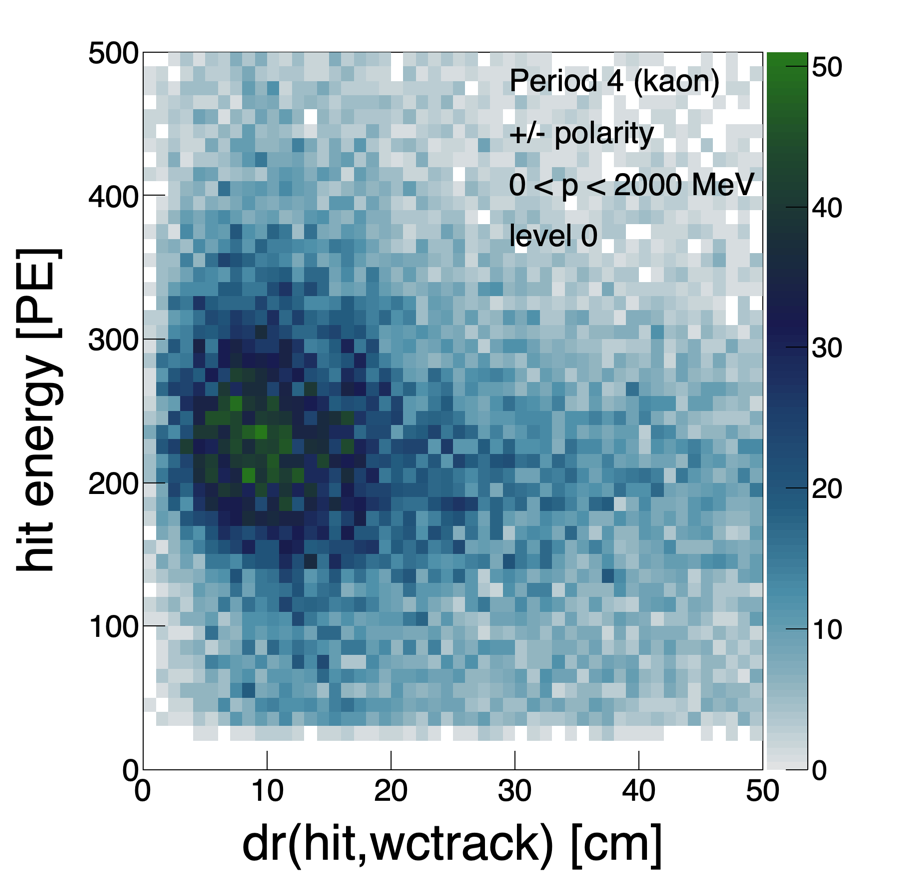 hit energy [PE]
500
400
300
200
100
0
Period 4 (kaon)
+/- polarity
0 < p < 2000 MeV
level 0
50
40
30
20
10
0
0 10 20 30 40 50
dr(hit,wctrack) [cm]